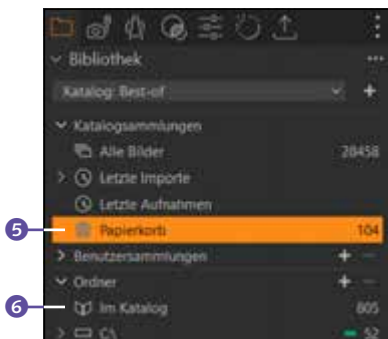 Bibliothek
Katalog: Best-of
Katalogsammlungen
Alle Bilder 28458
Letzte Importe
Letzte Aufnahmen
5 Papierkorb 104
Benutzersammlungen
Ordner
6 Im Katalog 805
C:\ 52